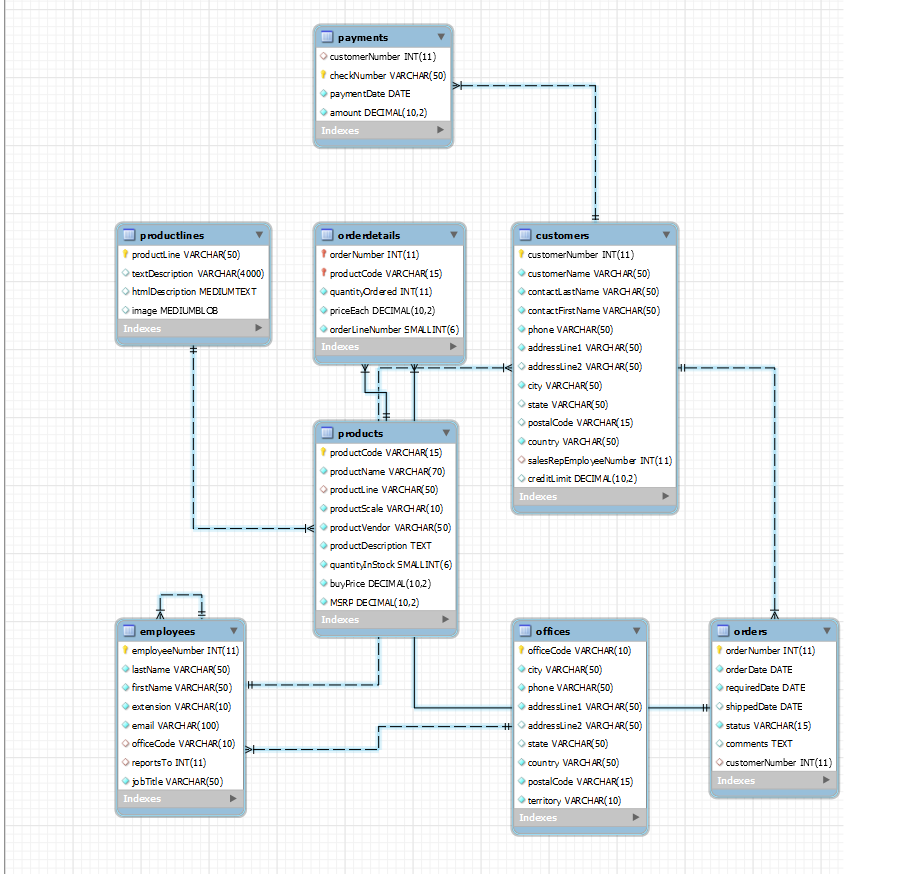 payments
customerNumber INT(11)
checkNumber VARCHAR(50)
paymentDate DATE
amount DECIMAL(10,2)
Indexes
productlines
productLine VARCHAR(50)
textDescription VARCHAR(4000)
htmlDescription MEDIUMTEXT
image MEDIUMBLOB
Indexes
orderdetails
orderNumber INT(11)
productCode VARCHAR(15)
quantityOrdered INT(11)
priceEach DECIMAL(10,2)
orderLineNumber SMALLINT(6)
Indexes
customers
customerNumber INT(11)
customerName VARCHAR(50)
contactLastName VARCHAR(50)
contactFirstName VARCHAR(50)
phone VARCHAR(50)
addressLine1 VARCHAR(50)
addressLine2 VARCHAR(50)
city VARCHAR(50)
state VARCHAR(50)
postalCode VARCHAR(15)
country VARCHAR(50)
salesRepEmployeeNumber INT(11)
creditLimit DECIMAL(10,2)
Indexes
products
productCode VARCHAR(15)
productName VARCHAR(70)
productLine VARCHAR(50)
productScale VARCHAR(10)
productVendor VARCHAR(50)
productDescription TEXT
quantityInStock SMALLINT(6)
buyPrice DECIMAL(10,2)
MSRP DECIMAL(10,2)
Indexes
employees
employeeNumber INT(11)
lastName VARCHAR(50)
firstName VARCHAR(50)
extension VARCHAR(10)
email VARCHAR(100)
officeCode VARCHAR(10)
reportsTo INT(11)
jobTitle VARCHAR(50)
Indexes
offices
officeCode VARCHAR(10)
city VARCHAR(50)
phone VARCHAR(50)
addressLine1 VARCHAR(50)
addressLine2 VARCHAR(50)
state VARCHAR(50)
country VARCHAR(50)
postalCode VARCHAR(15)
territory VARCHAR(10)
Indexes
orders
orderNumber INT(11)
orderDate DATE
requiredDate DATE
shippedDate DATE
status VARCHAR(15)
comments TEXT
customerNumber INT(11)
Indexes